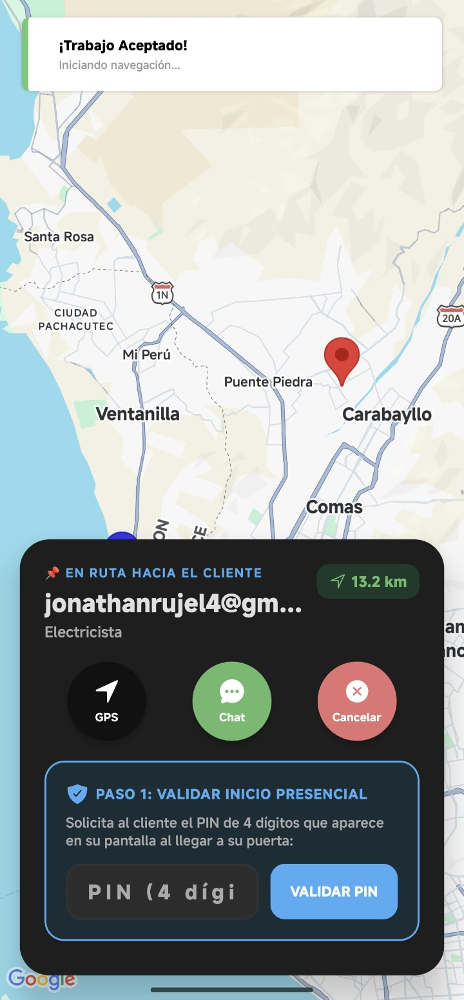 ¡Trabajo Aceptado!
Iniciando navegación...
Santa Rosa
1N
CIUDAD
PACHACUTEC
20A
Mi Perú
Puente Piedra
Ventanilla
Carabayllo
Comas
EN RUTA HACIA EL CLIENTE
13.2 km
jonathanrujel4@gm...
Electricista
GPS
Chat
Cancelar
PASO 1: VALIDAR INICIO PRESENCIAL
Solicita al cliente el PIN de 4 dígitos que aparece
en su pantalla al llegar a su puerta:
PIN (4 dígi
VALIDAR PIN
Google